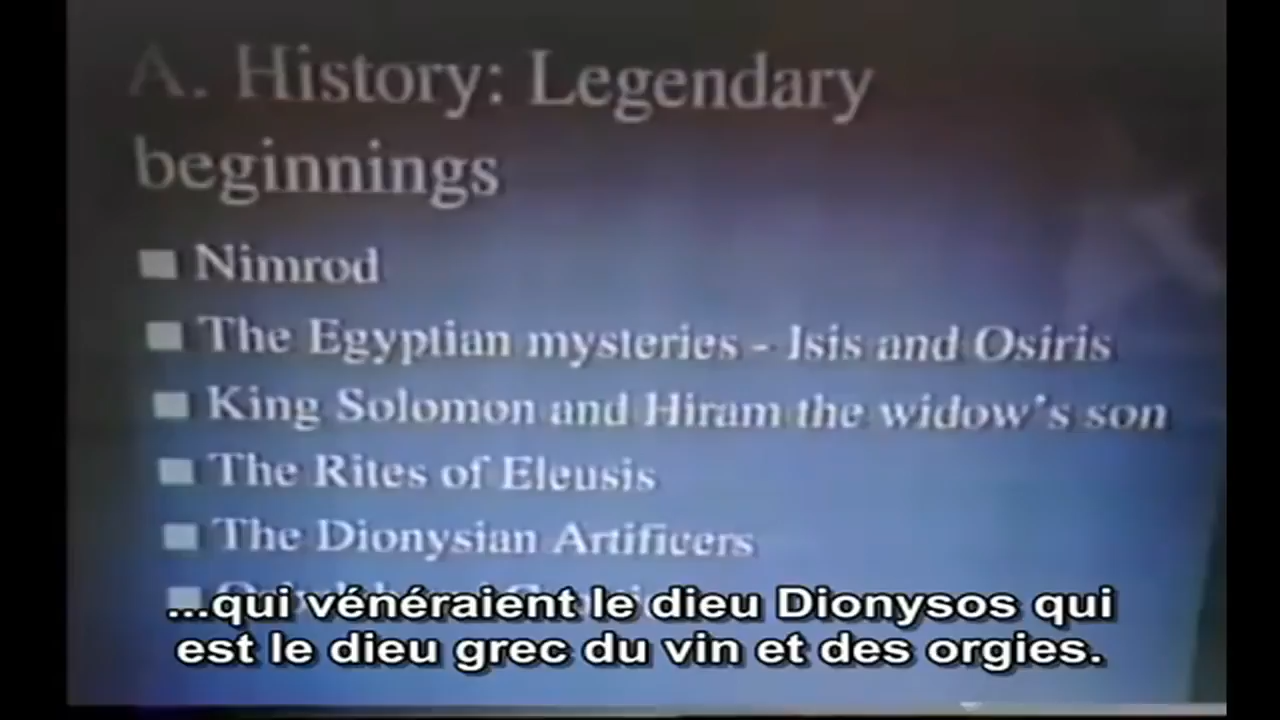 A. History: Legendary
beginnings
Nimrod
The Egyptian mysteries - Isis and Osiris
King Solomon and Hiram the widow's son
The Rites of Eleusis
The Dionysian Artificers
...qui vénéraient le dieu Dionysos qui
est le dieu grec du vin et des orgies.